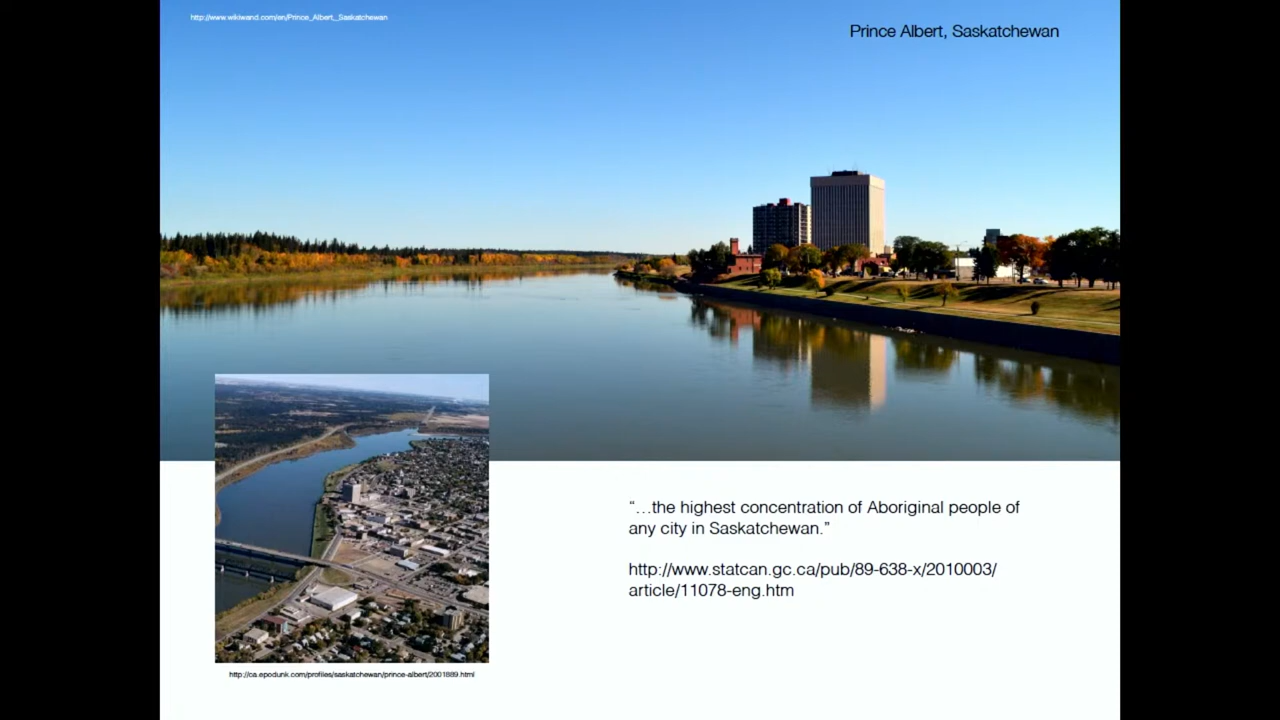 http://www.wikiwand.com/en/Prince_Albert,_Saskatchewan
Prince Albert, Saskatchewan
“…the highest concentration of Aboriginal people of
any city in Saskatchewan.”
http://www.statcan.gc.ca/pub/89-638-x/2010003/
article/11078-eng.htm
http://ca.epodunk.com/profiles/saskatchewan/prince-albert/2001889.html